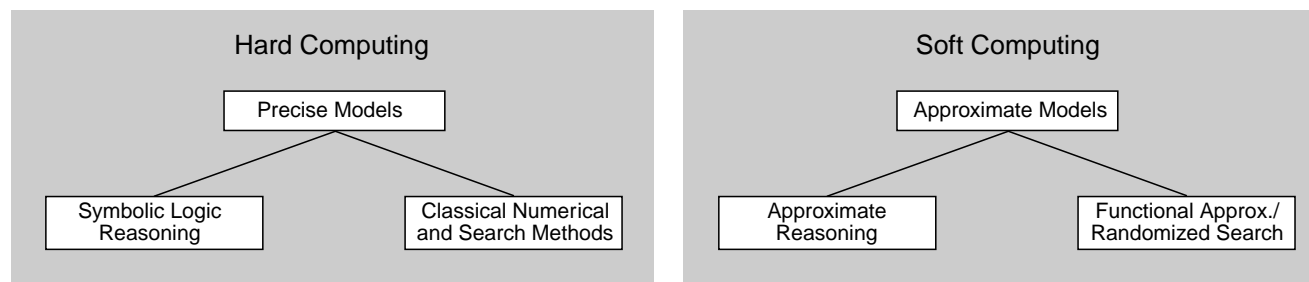 Hard Computing
Precise Models
Symbolic Logic
Reasoning
Classical Numerical
and Search Methods
Soft Computing
Approximate Models
Approximate
Reasoning
Functional Approx./
Randomized Search